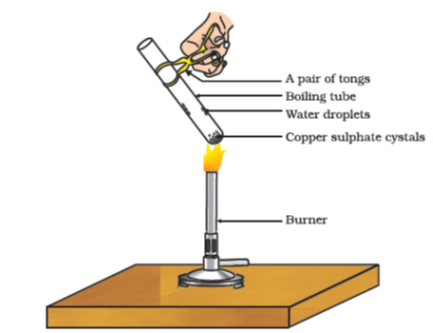 A pair of tongs
Boiling tube
Water droplets
Copper sulphate cystals
Burner